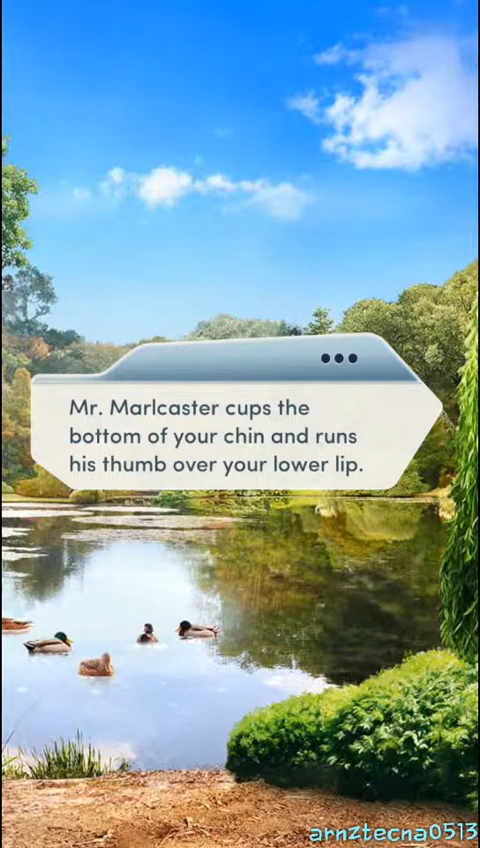 Mr. Marlcaster cups the
bottom of your chin and runs
his thumb over your lower lip.
arnztecna0513